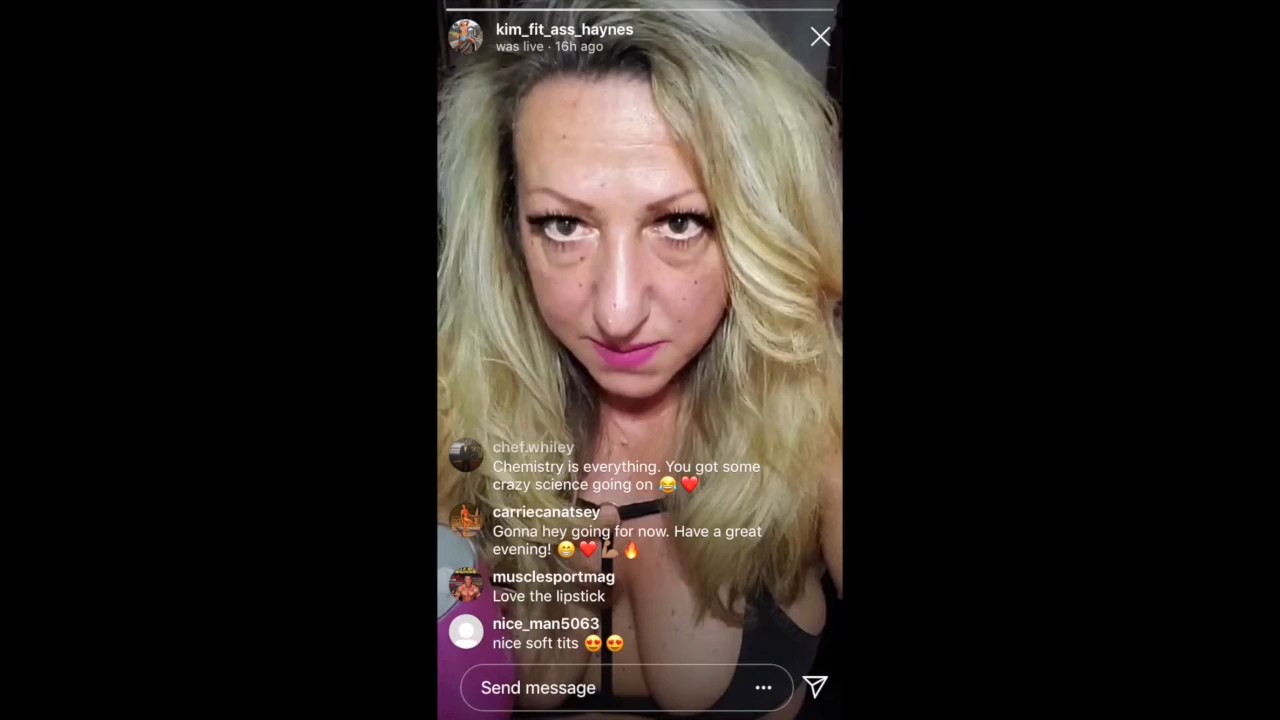 kim_fit_ass_haynes
was live · 16h ago
chef.whiley
Chemistry is everything. You got some
crazy science going on 😂❤️
carriecanatsey
Gonna hey going for now. Have a great
evening! 😁❤️💪🏽🔥
musclesportmag
Love the lipstick
nice_man5063
nice soft tits 😍😍
Send message